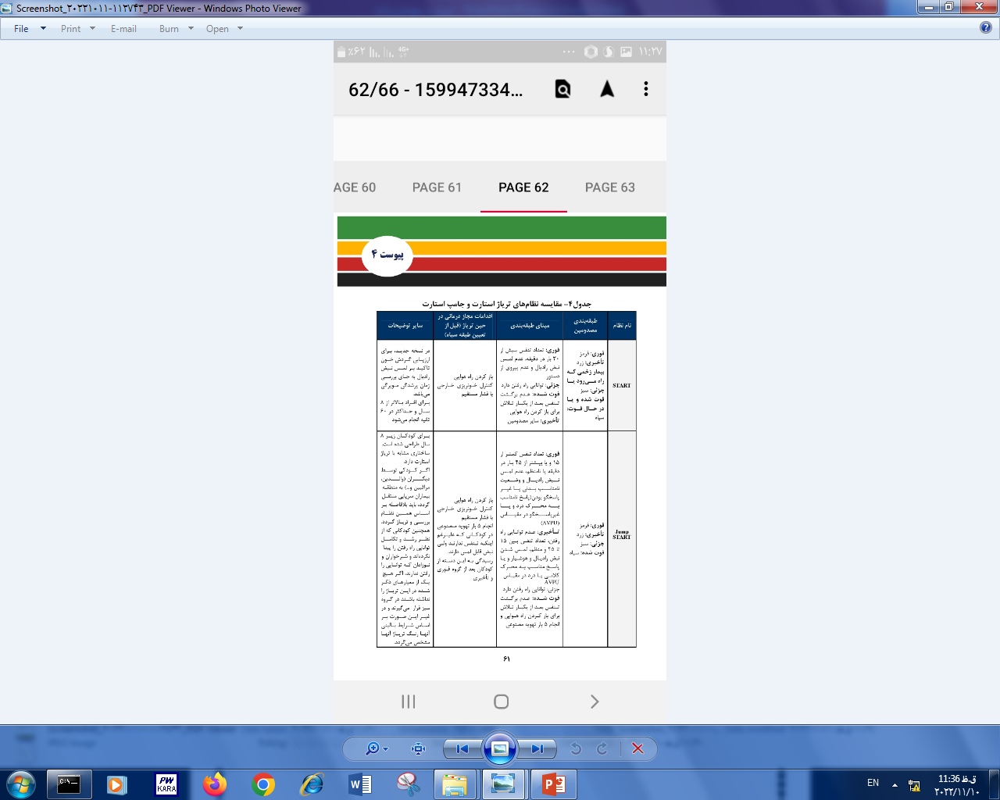 Screenshot_۲۰۲۲۱۰۱۱-۱۱۲۷۴۳_PDF Viewer - Windows Photo Viewer
File Print E-mail Burn Open
٪۶۲ 4G+ ... ۱۱:۲۷
62/66 - 159947334...
AGE 60 PAGE 61 PAGE 62 PAGE 63
پیوست ۴
جدول۴- مقایسه نظام‌های تریاژ استارت و جامپ استارت
نام نظام
طبقه‌بندی
مصدومین
مبنای طبقه‌بندی
اقدامات مجاز درمانی در
حین تریاژ (قبل از
تعیین طبقه سیاه)
سایر توضیحات
START
فوری: قرمز
تأخیری: زرد
بیمار زخمی که
راه می‌رود یا
جزئی: سبز
فوت شده و یا
در حال فوت:
سیاه
فوری: تعداد تنفس بیش از
۳۰ بار در دقیقه، عدم لمس
نبض رادیال و عدم پیروی از
دستور
جزئی: توانایی راه رفتن دارد
فوت شده: عدم برگشت
تنفس بعد از یکبار تلاش
برای باز کردن راه هوایی
تأخیری: سایر مصدومین
باز کردن راه هوایی
کنترل خونریزی خارجی
با فشار مستقیم
در نسخه جدید، برای
ارزیابی گردش خون
تاکید بر لمس نبض
رادیال به جای بررسی
زمان پرشدگی مویرگی
می‌باشد.
برای افراد بالاتر از ۸
سال و حداکثر در ۶۰
ثانیه انجام می‌شود
Jump
START
فوری: قرمز
تأخیری: زرد
جزئی: سبز
فوت شده: سیاه
فوری: تعداد تنفس کمتر از
۱۵ و یا بیشتر از ۴۵ بار در
دقیقه یا نامنظم، عدم لمس
نبض رادیال و وضعیت
نامناسب بدنی یا غیر
پاسخگو بودن(پاسخ نامناسب
به محرک درد و یا
غیرپاسخگو در مقیاس
(AVPU)
تأخیری: عدم توانایی راه
رفتن، تعداد تنفس بین ۱۵
تا ۴۵ و منظم، لمس شدن
نبض رادیال و هوشیار و یا
پاسخ مناسب به محرک
کلامی یا درد در مقیاس
AVPU
جزئی: توانایی راه رفتن دارد
فوت شده: عدم برگشت
تنفس بعد از یکبار تلاش
برای باز کردن راه هوایی و
انجام ۵ بار تهویه مصنوعی
باز کردن راه هوایی
کنترل خونریزی خارجی
با فشار مستقیم
انجام ۵ بار تهویه مصنوعی
در کودکانی که علیرغم
اینکه تنفس ندارند ولی
نبض قابل لمس دارند.
رسیدگی به این دسته از
کودکان بعد از گروه فوری
و تأخیری
برای کودکان زیر ۸
سال طراحی شده است.
ساختاری مشابه با تریاژ
استارت دارد.
اگر کودکی توسط
دیگران (والدین،
مراقبین و..) به منطقه
بیماران سرپایی منتقل
گردد، باید بلافاصله بر
اساس همین نظام
بررسی و تریاژ گردد.
همچنین کودکانی که از
نظر رشد و تکامل
توانایی راه رفتن را پیدا
نکرده‌اند و شیرخواران و
نوزادان که توانایی را
رفتن ندارند، اگر هیچ
یک از معیارهای ذکر
شده در این تریاژ را
نداشته باشند در گروه
سبز قرار می‌گیرند و در
غیر این صورت بر
اساس شرایط بالینی
آنها رنگ تریاژ آنها
مشخص می‌گردد.
۶۱
C:\_
PW
KARA
EN
11:36 ق.ظ
۲۰۲۲/۱۱/۱۰